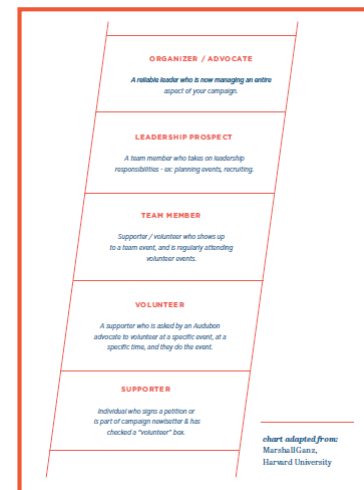 ORGANIZER / ADVOCATE
A reliable leader who is now managing an entire
aspect of your campaign.
LEADERSHIP PROSPECT
A team member who takes on leadership
responsibilities - ex: planning events, recruiting.
TEAM MEMBER
Supporter / volunteer who shows up
to a team event, and is regularly attending
volunteer events.
VOLUNTEER
A supporter who is asked by an Audubon
advocate to volunteer at a specific event, at a
specific time, and they do the event.
SUPPORTER
Individual who signs a petition or
is part of campaign newsetter & has
checked a "volunteer" box.
chart adapted from:
Marshall Ganz,
Harvard University